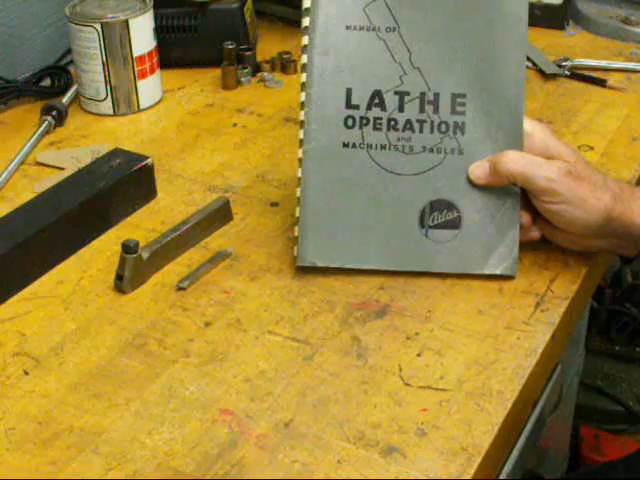 MANUAL OF
LATHE
OPERATION
and
MACHINISTS TABLES
Atlas